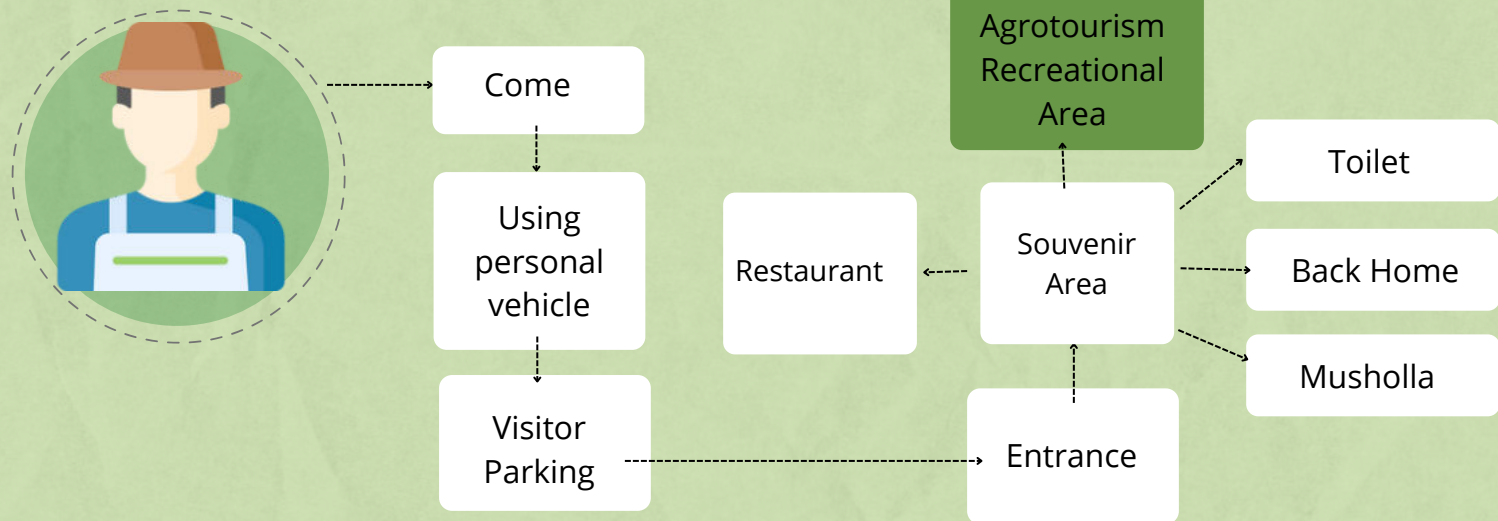 Come
Using
personal
vehicle
Visitor
Parking
Entrance
Souvenir
Area
Restaurant
Agrotourism
Recreational
Area
Toilet
Back Home
Musholla